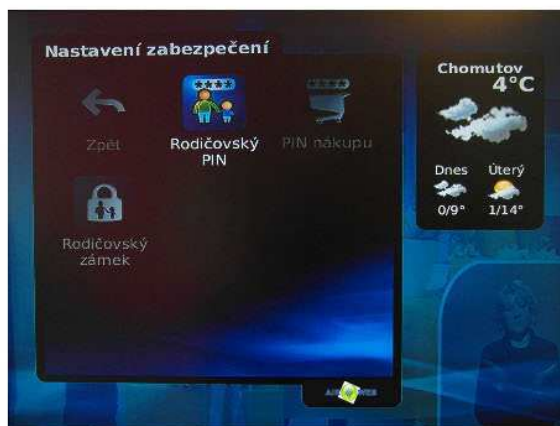 Nastavení zabezpečení
****
****
Zpět
Rodičovský
PIN
PIN nákupu
Rodičovský
zámek
Chomutov
4°C
Dnes
Úterý
0/9°
1/14°